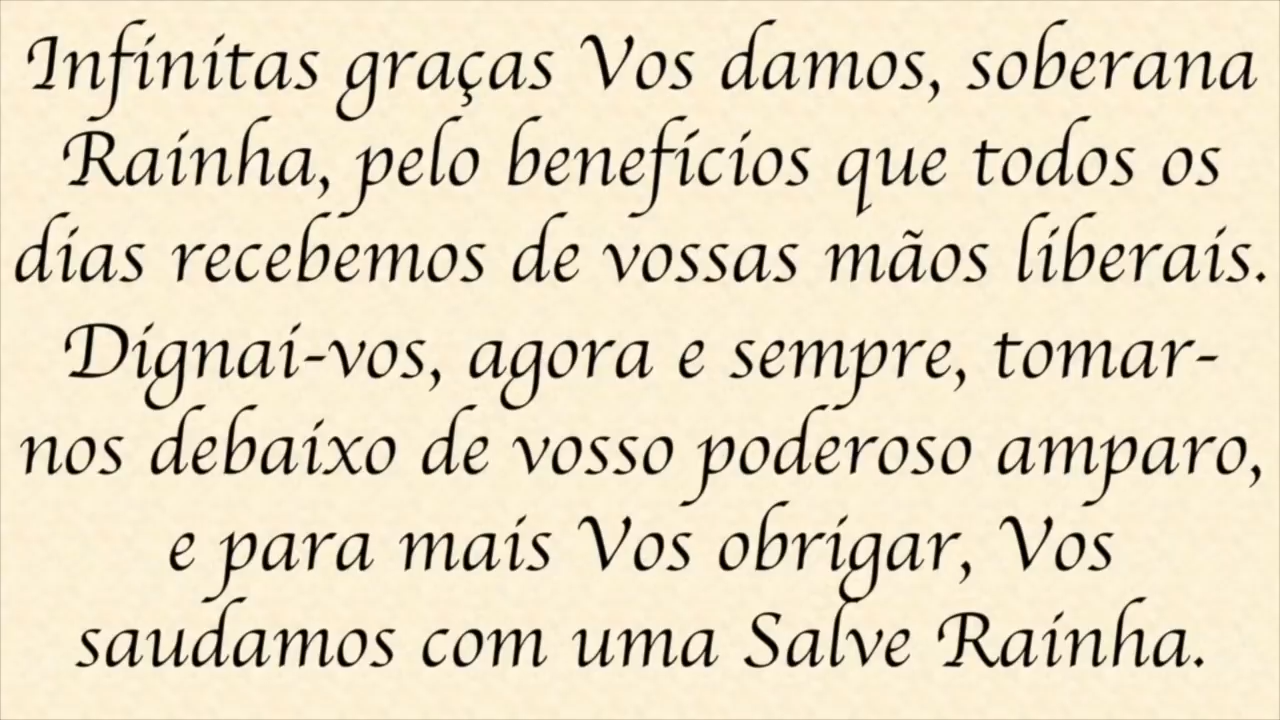 Infinitas graças Vos damos, soberana
Rainha, pelo benefícios que todos os
dias recebemos de vossas mãos liberais.
Dignai-vos, agora e sempre, tomar-
nos debaixo de vosso poderoso amparo,
e para mais Vos obrigar, Vos
saudamos com uma Salve Rainha.